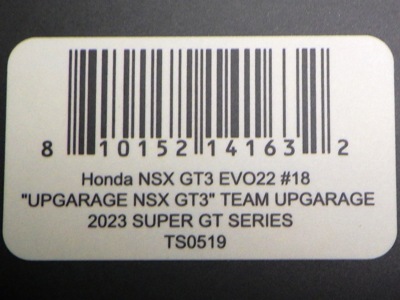 8 10152 14163 2
Honda NSX GT3 EVO22 #18
"UPGARAGE NSX GT3" TEAM UPGARAGE
2023 SUPER GT SERIES
TS0519